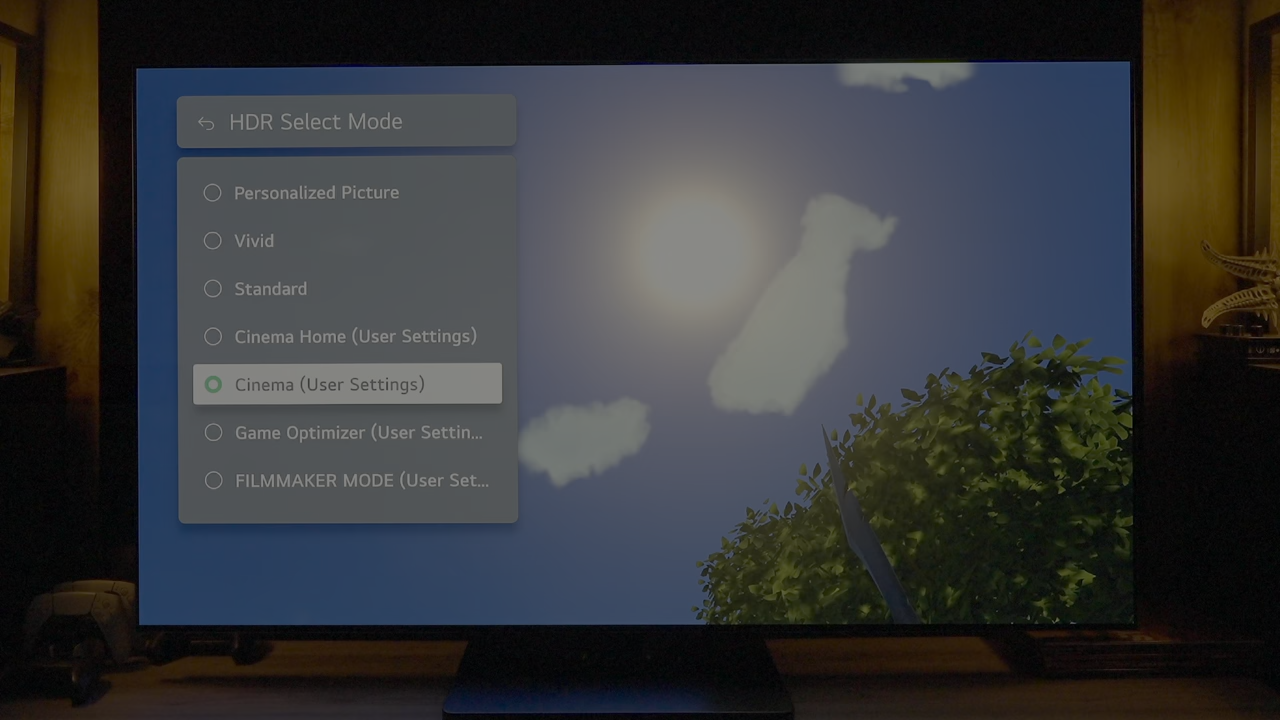 HDR Select Mode
Personalized Picture
Vivid
Standard
Cinema Home (User Settings)
Cinema (User Settings)
Game Optimizer (User Settin...
FILMMAKER MODE (User Set...